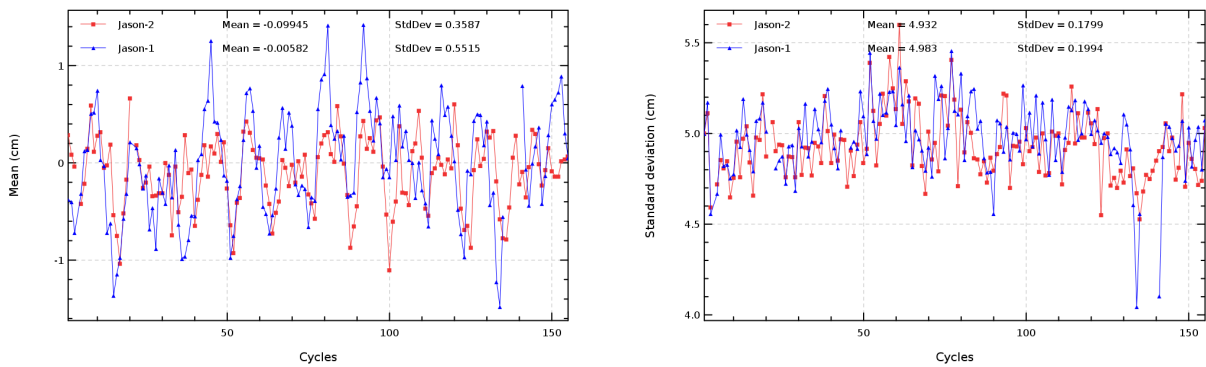 Jason-2 Mean = -0.09945 StdDev = 0.3587
Jason-1 Mean = -0.00582 StdDev = 0.5515
1
0
-1
Mean (cm)
50 100 150
Cycles
Jason-2 Mean = 4.932 StdDev = 0.1799
Jason-1 Mean = 4.983 StdDev = 0.1994
5.5
5.0
4.5
4.0
Standard deviation (cm)
50 100 150
Cycles